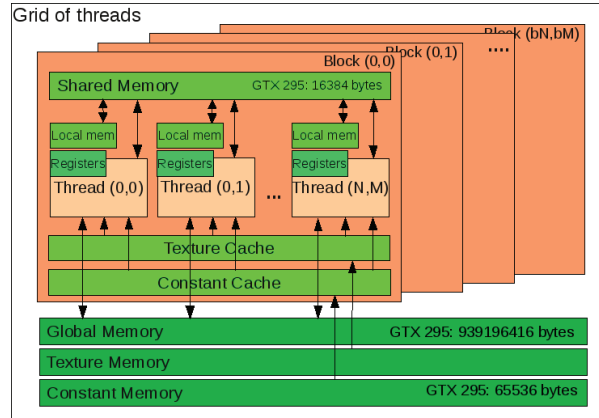 Grid of threads
Block (bN,bM)
Block (0,1)
....
Block (0,0)
Shared Memory GTX 295: 16384 bytes
Local mem Local mem Local mem
Registers Registers Registers
Thread (0,0) Thread (0,1) ... Thread (N,M)
Texture Cache
Constant Cache
Global Memory GTX 295: 939196416 bytes
Texture Memory
Constant Memory GTX 295: 65536 bytes